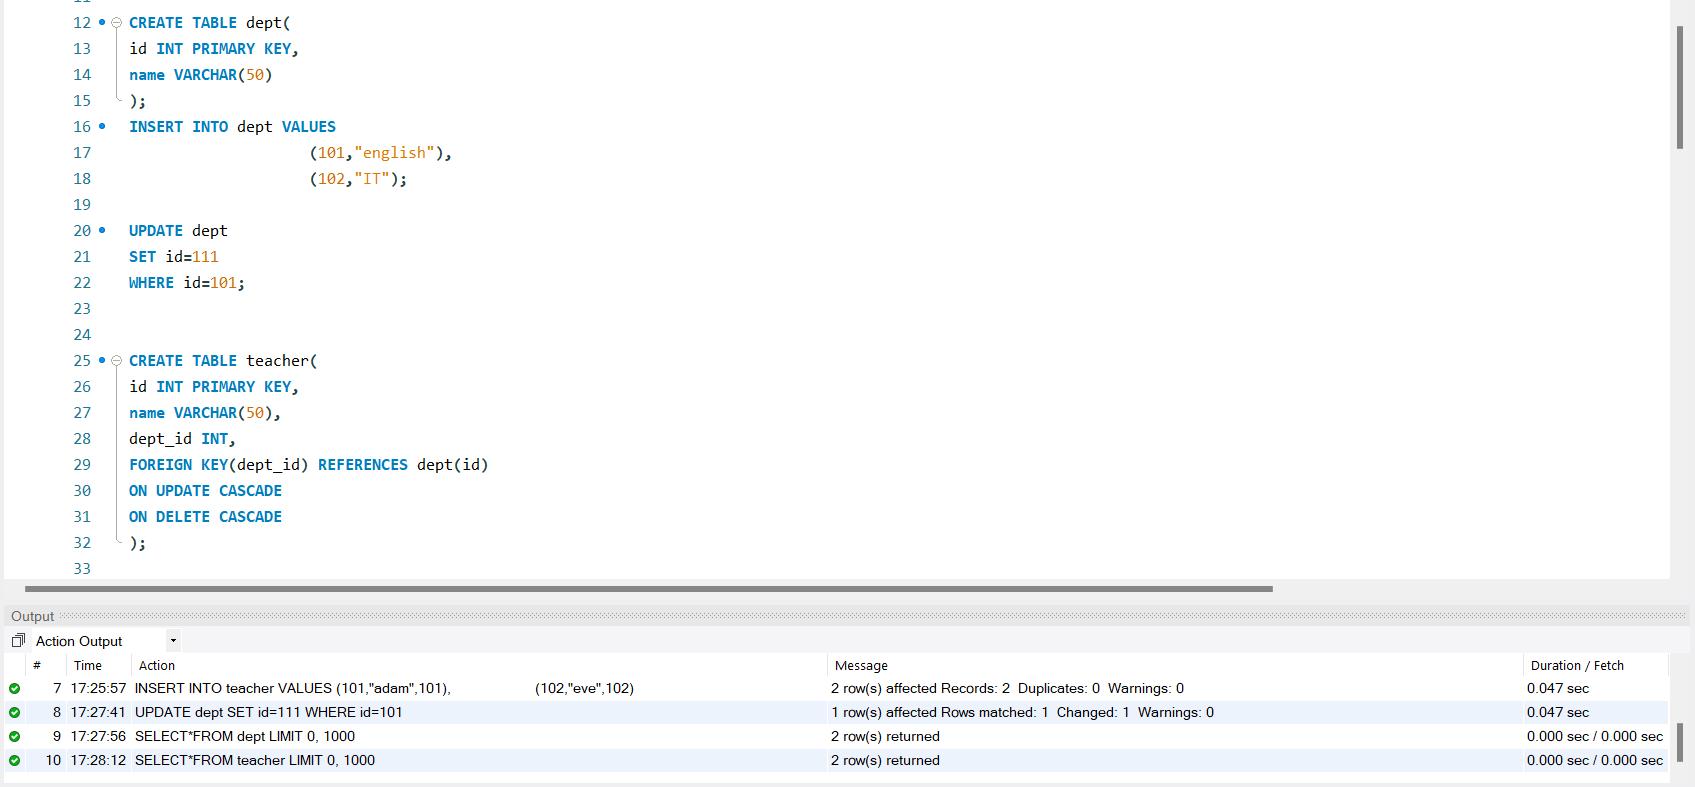 12 CREATE TABLE dept(
13 id INT PRIMARY KEY,
14 name VARCHAR(50)
15 );
16 INSERT INTO dept VALUES
17 (101,"english"),
18 (102,"IT");
19
20 UPDATE dept
21 SET id=111
22 WHERE id=101;
23
24
25 CREATE TABLE teacher(
26 id INT PRIMARY KEY,
27 name VARCHAR(50),
28 dept_id INT,
29 FOREIGN KEY(dept_id) REFERENCES dept(id)
30 ON UPDATE CASCADE
31 ON DELETE CASCADE
32 );
33
Output
Action Output
# Time Action Message Duration / Fetch
7 17:25:57 INSERT INTO teacher VALUES (101,"adam",101), (102,"eve",102) 2 row(s) affected Records: 2 Duplicates: 0 Warnings: 0 0.047 sec
8 17:27:41 UPDATE dept SET id=111 WHERE id=101 1 row(s) affected Rows matched: 1 Changed: 1 Warnings: 0 0.047 sec
9 17:27:56 SELECT*FROM dept LIMIT 0, 1000 2 row(s) returned 0.000 sec / 0.000 sec
10 17:28:12 SELECT*FROM teacher LIMIT 0, 1000 2 row(s) returned 0.000 sec / 0.000 sec